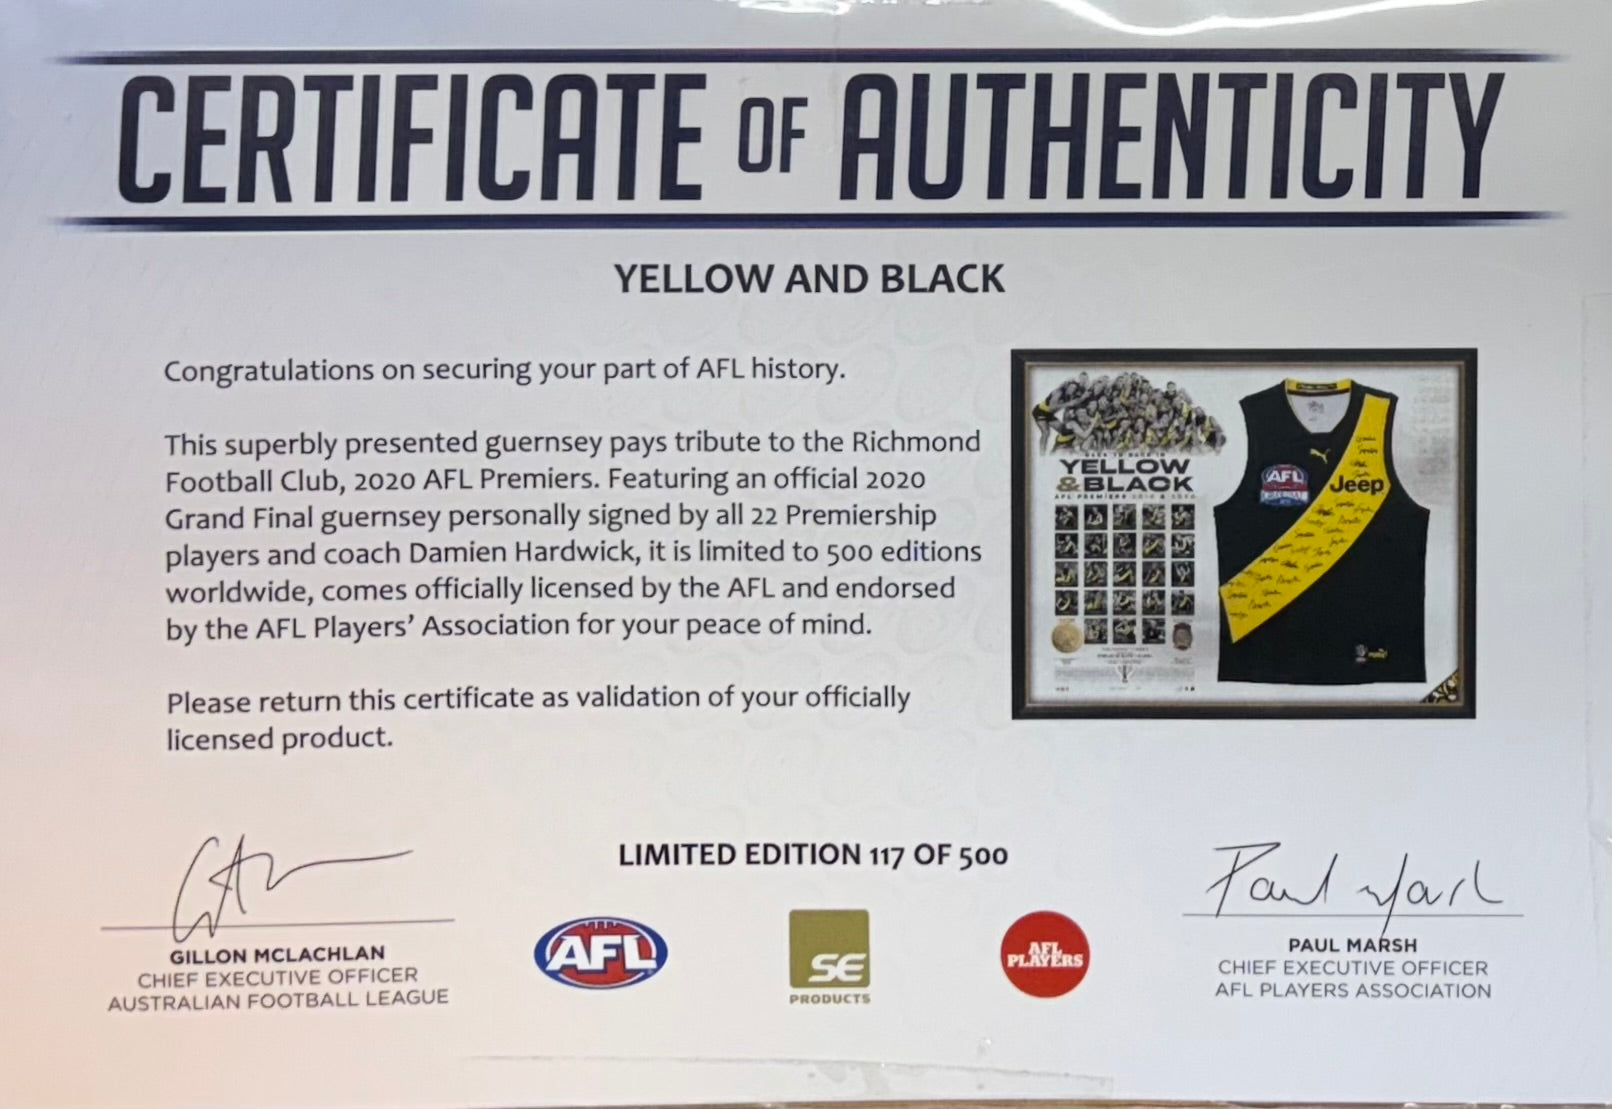 CERTIFICATE OF AUTHENTICITY
YELLOW AND BLACK
Congratulations on securing your part of AFL history.
This superbly presented guernsey pays tribute to the Richmond
Football Club, 2020 AFL Premiers. Featuring an official 2020
Grand Final guernsey personally signed by all 22 Premiership
players and coach Damien Hardwick, it is limited to 500 editions
worldwide, comes officially licensed by the AFL and endorsed
by the AFL Players' Association for your peace of mind.
Please return this certificate as validation of your officially
licensed product.
YELLOW
& BLACK
AFL
Jeep
LIMITED EDITION 117 OF 500
Paul Marsh
GILLON MCLACHLAN
CHIEF EXECUTIVE OFFICER
AUSTRALIAN FOOTBALL LEAGUE
AFL
SE
PRODUCTS
AFL
PLAYERS
PAUL MARSH
CHIEF EXECUTIVE OFFICER
AFL PLAYERS ASSOCIATION